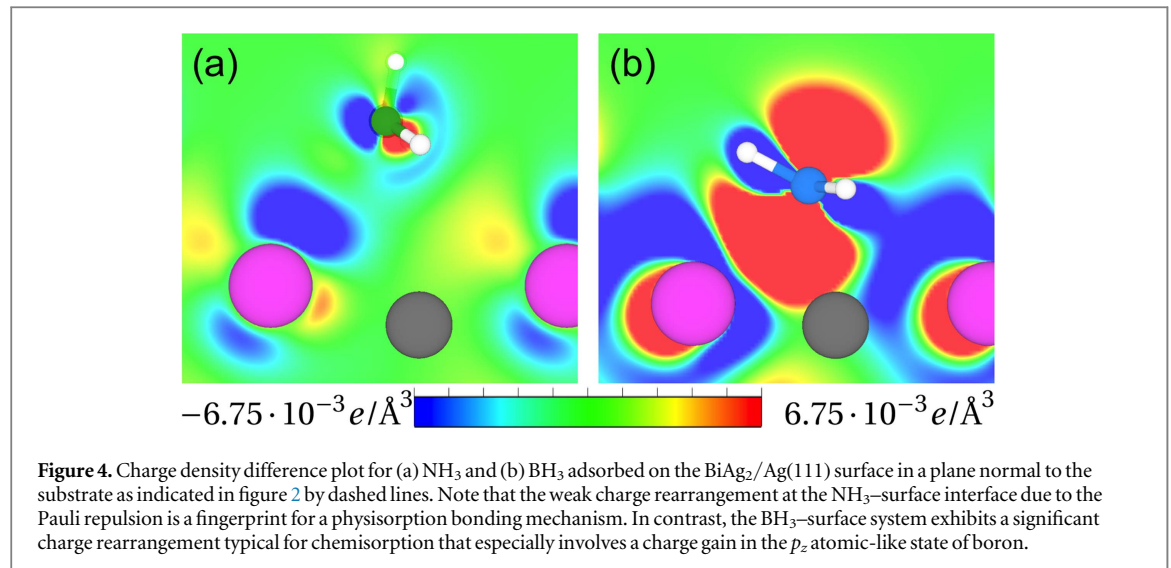 (a)
(b)
−6.75·10⁻³ e/Å³
6.75·10⁻³ e/Å³
Figure 4. Charge density difference plot for (a) NH₃ and (b) BH₃ adsorbed on the BiAg₂/Ag(111) surface in a plane normal to the
substrate as indicated in figure 2 by dashed lines. Note that the weak charge rearrangement at the NH₃–surface interface due to the
Pauli repulsion is a fingerprint for a physisorption bonding mechanism. In contrast, the BH₃–surface system exhibits a significant
charge rearrangement typical for chemisorption that especially involves a charge gain in the p_z atomic-like state of boron.